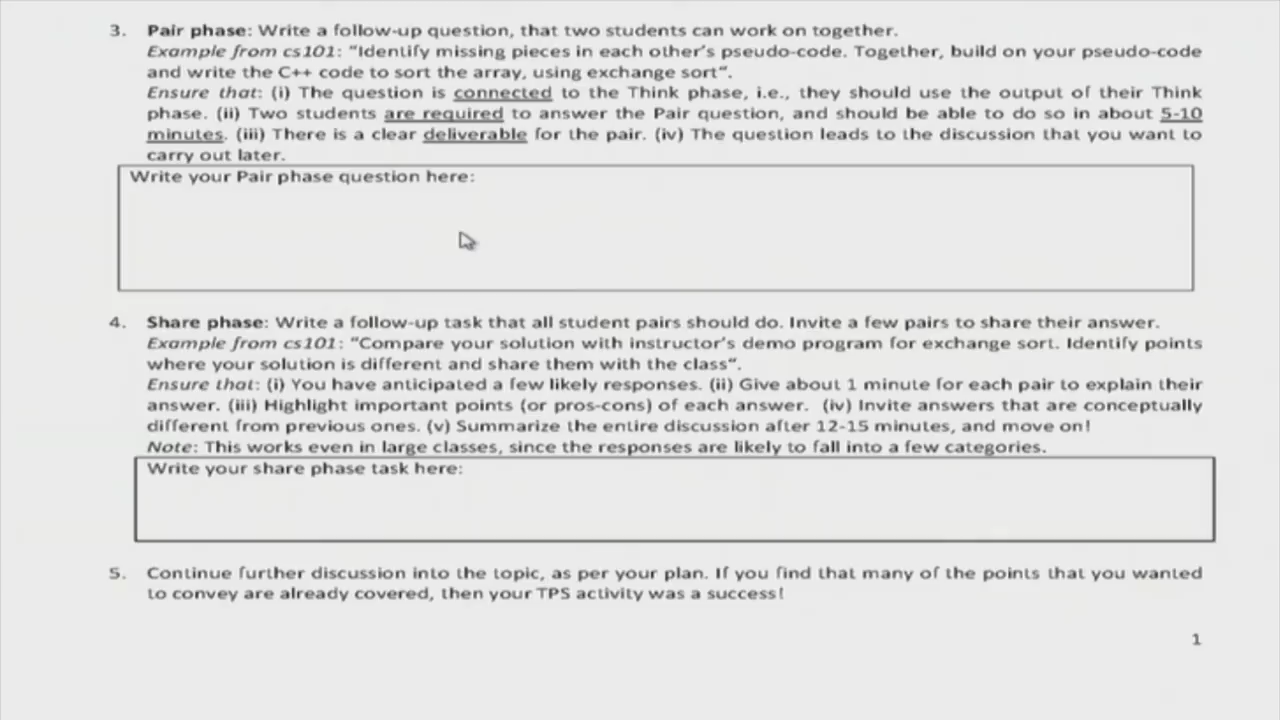 3. Pair phase: Write a follow-up question, that two students can work on together.
Example from cs101: "Identify missing pieces in each other's pseudo-code. Together, build on your pseudo-code
and write the C++ code to sort the array, using exchange sort".
Ensure that: (i) The question is connected to the Think phase, i.e., they should use the output of their Think
phase. (ii) Two students are required to answer the Pair question, and should be able to do so in about 5-10
minutes. (iii) There is a clear deliverable for the pair. (iv) The question leads to the discussion that you want to
carry out later.
Write your Pair phase question here:
4. Share phase: Write a follow-up task that all student pairs should do. Invite a few pairs to share their answer.
Example from cs101: "Compare your solution with instructor's demo program for exchange sort. Identify points
where your solution is different and share them with the class".
Ensure that: (i) You have anticipated a few likely responses. (ii) Give about 1 minute for each pair to explain their
answer. (iii) Highlight important points (or pros-cons) of each answer. (iv) Invite answers that are conceptually
different from previous ones. (v) Summarize the entire discussion after 12-15 minutes, and move on!
Note: This works even in large classes, since the responses are likely to fall into a few categories.
Write your share phase task here:
5. Continue further discussion into the topic, as per your plan. If you find that many of the points that you wanted
to convey are already covered, then your TPS activity was a success!
1